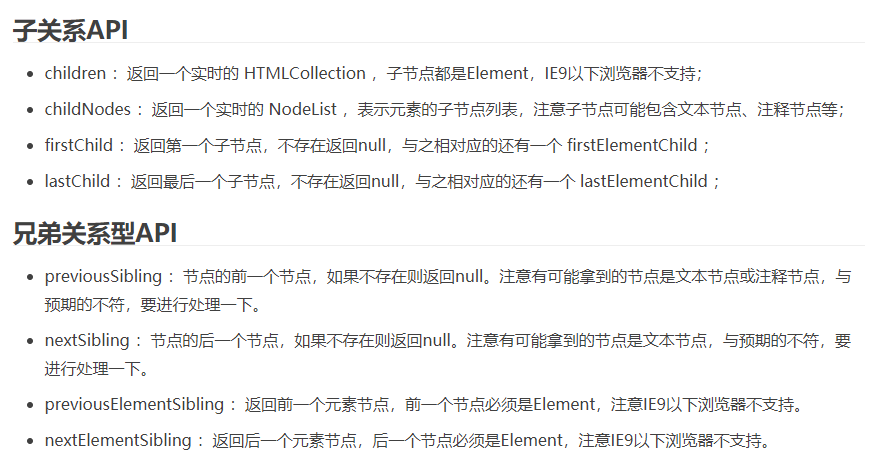 子关系API
children ：返回一个实时的 HTMLCollection ，子节点都是Element，IE9以下浏览器不支持；
childNodes ：返回一个实时的 NodeList ，表示元素的子节点列表，注意子节点可能包含文本节点、注释节点等；
firstChild ：返回第一个子节点，不存在返回null，与之相对应的还有一个 firstElementChild ；
lastChild ：返回最后一个子节点，不存在返回null，与之相对应的还有一个 lastElementChild ；
兄弟关系型API
previousSibling ：节点的前一个节点，如果不存在则返回null。注意有可能拿到的节点是文本节点或注释节点，与
预期的不符，要进行处理一下。
nextSibling ：节点的后一个节点，如果不存在则返回null。注意有可能拿到的节点是文本节点，与预期的不符，要
进行处理一下。
previousElementSibling ：返回前一个元素节点，前一个节点必须是Element，注意IE9以下浏览器不支持。
nextElementSibling ：返回后一个元素节点，后一个节点必须是Element，注意IE9以下浏览器不支持。